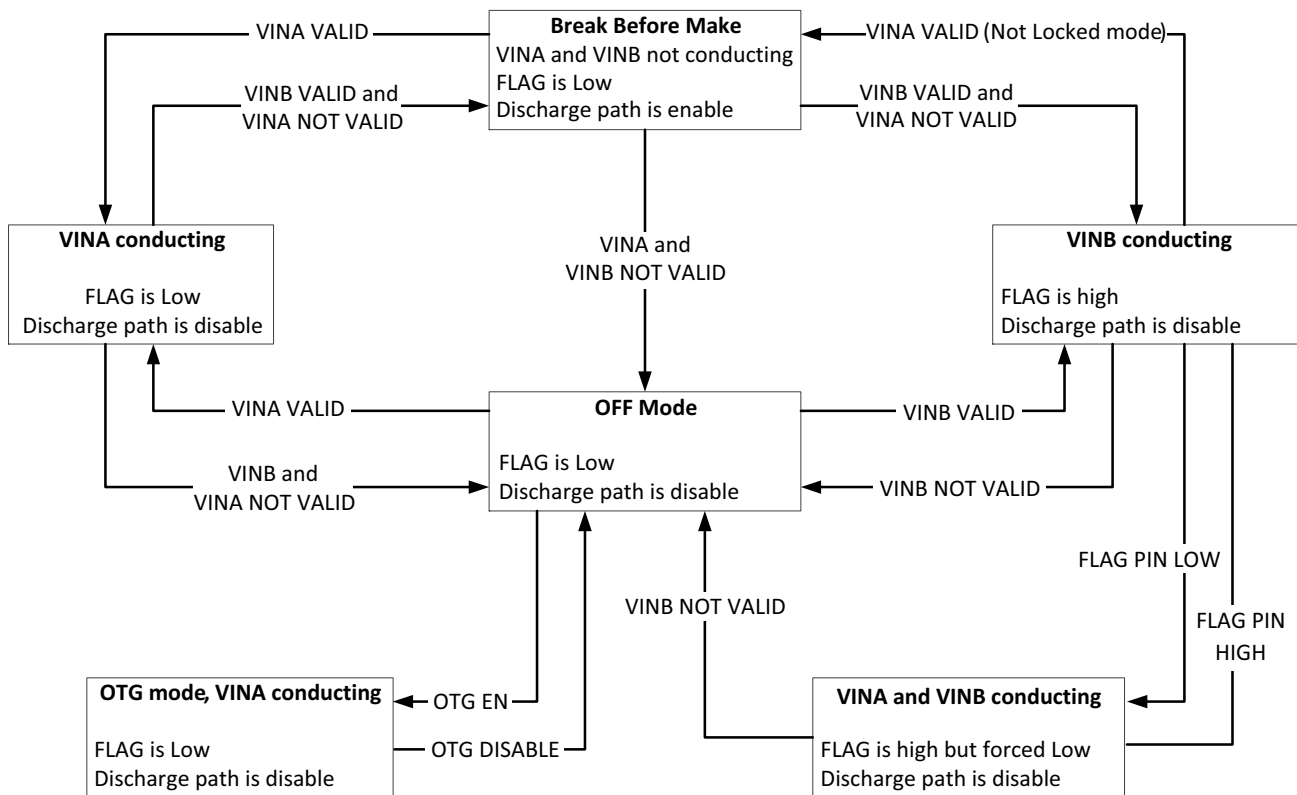 VINA VALID
Break Before Make
VINA and VINB not conducting
FLAG is Low
Discharge path is enable
VINA VALID (Not Locked mode)
VINB VALID and
VINA NOT VALID
VINB VALID and
VINA NOT VALID
VINA conducting
FLAG is Low
Discharge path is disable
VINA and
VINB NOT VALID
VINB conducting
FLAG is high
Discharge path is disable
VINA VALID
OFF Mode
FLAG is Low
Discharge path is disable
VINB VALID
VINB and
VINA NOT VALID
VINB NOT VALID
FLAG PIN LOW
VINB NOT VALID
FLAG PIN
HIGH
OTG mode, VINA conducting
FLAG is Low
Discharge path is disable
OTG EN
OTG DISABLE
VINA and VINB conducting
FLAG is high but forced Low
Discharge path is disable